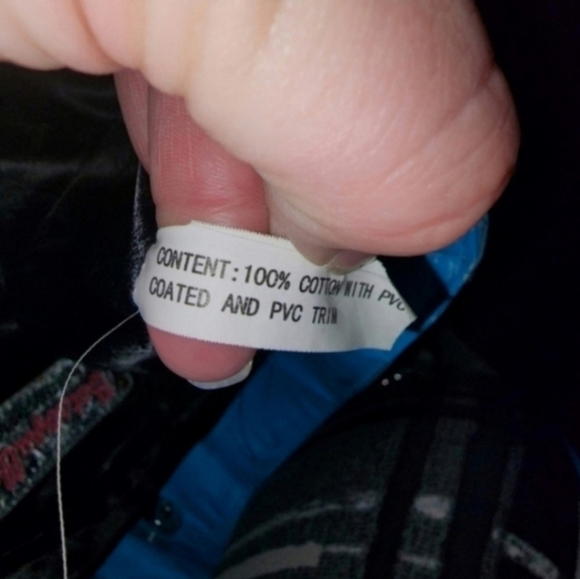 CONTENT:100% COTTON WITH PVC
COATED AND PVC TRIM